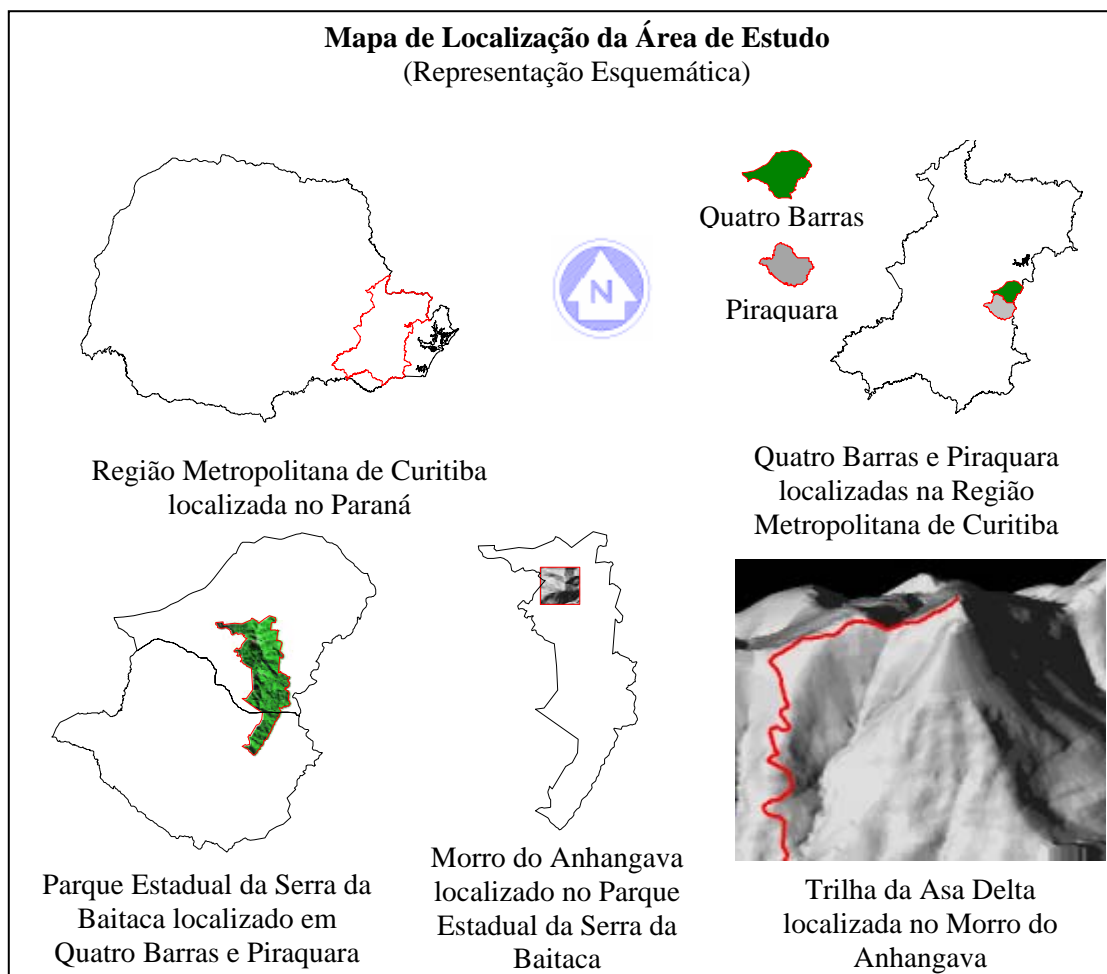 Mapa de Localização da Área de Estudo
(Representação Esquemática)
Quatro Barras
Piraquara
N
Região Metropolitana de Curitiba
localizada no Paraná
Quatro Barras e Piraquara
localizadas na Região
Metropolitana de Curitiba
Parque Estadual da Serra da
Baitaca localizado em
Quatro Barras e Piraquara
Morro do Anhangava
localizado no Parque
Estadual da Serra da
Baitaca
Trilha da Asa Delta
localizada no Morro do
Anhangava